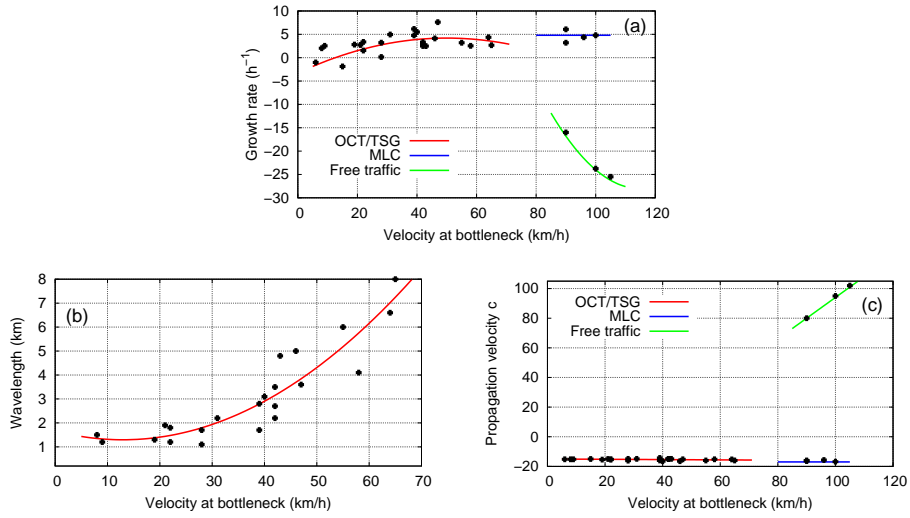 (a)
Growth rate (h⁻¹)
10
5
0
−5
−10
−15
−20
−25
−30
OCT/TSG
MLC
Free traffic
0 20 40 60 80 100 120
Velocity at bottleneck (km/h)
(b)
Wavelength (km)
8
7
6
5
4
3
2
1
0 10 20 30 40 50 60 70
Velocity at bottleneck (km/h)
(c)
Propagation velocity c
100
80
60
40
20
0
−20
OCT/TSG
MLC
Free traffic
0 20 40 60 80 100 120
Velocity at bottleneck (km/h)